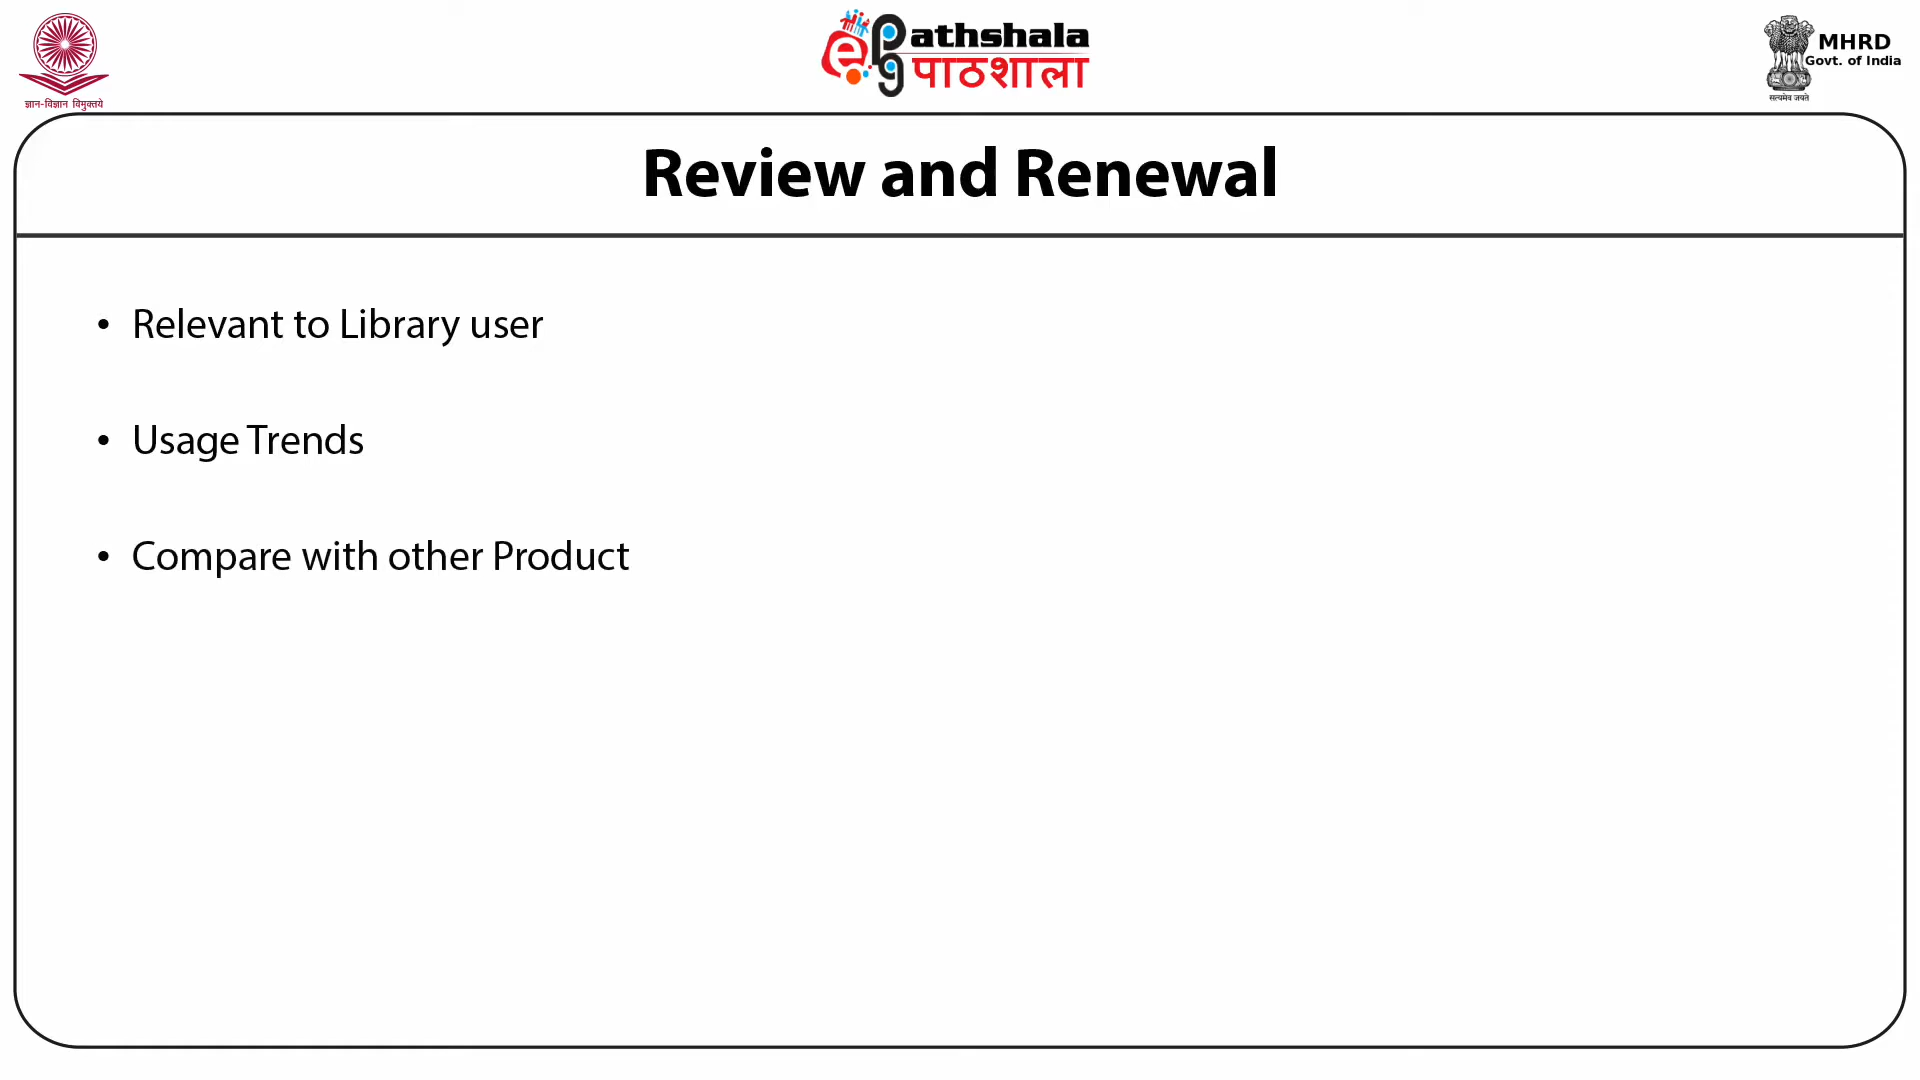 ज्ञान-विज्ञान विमुक्तये
e pg athshala
पाठशाला
MHRD
Govt. of India
सत्यमेव जयते
Review and Renewal
• Relevant to Library user
• Usage Trends
• Compare with other Product